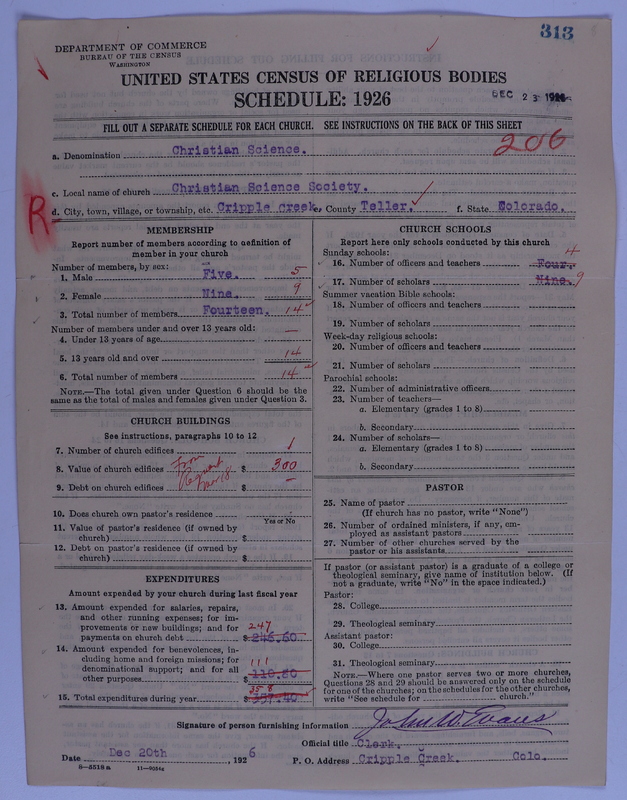 313
DEPARTMENT OF COMMERCE
BUREAU OF THE CENSUS
WASHINGTON
UNITED STATES CENSUS OF RELIGIOUS BODIES
SCHEDULE: 1926
DEC 23 1926
FILL OUT A SEPARATE SCHEDULE FOR EACH CHURCH. SEE INSTRUCTIONS ON THE BACK OF THIS SHEET
206
a. Denomination Christian Science.
c. Local name of church Christian Science Society.
R
d. City, town, village, or township, etc. Cripple Creek e. County Teller. f. State Colorado.
MEMBERSHIP
Report number of members according to definition of
member in your church
Number of members, by sex:
1. Male Five. 5
2. Female Nine. 9
3. Total number of members Fourteen. 14
Number of members under and over 13 years old:
4. Under 13 years of age —
5. 13 years old and over 14
6. Total number of members 14
NOTE.—The total given under Question 6 should be
same as the total of males and females given under Question 3.
CHURCH BUILDINGS
See instructions, paragraphs 10 to 12
7. Number of church edifices 1
8. Value of church edifices $ 300
From
9. Debt on church edifices $ —
10. Does church own pastor's residence
Yes or No
11. Value of pastor's residence (if owned by
church) $
12. Debt on pastor's residence (if owned by
church) $
EXPENDITURES
Amount expended by your church during last fiscal year
13. Amount expended for salaries, repairs,
and other running expenses; for im-
provements or new buildings; and for 247
payments on church debt $ 246.60
14. Amount expended for benevolences, in-
cluding home and foreign missions; for
denominational support; and for all 111
other purposes $ 110.80
358
15. Total expenditures during year $ 357.40
CHURCH SCHOOLS
Report here only schools conducted by this church
Sunday schools: 4
16. Number of officers and teachers Four.
17. Number of scholars Nine. 9
Summer vacation Bible schools:
18. Number of officers and teachers
19. Number of scholars
Week-day religious schools:
20. Number of officers and teachers
21. Number of scholars
Parochial schools:
22. Number of administrative officers
23. Number of teachers—
a. Elementary (grades 1 to 8)
b. Secondary
24. Number of scholars—
a. Elementary (grades 1 to 8)
b. Secondary
PASTOR
25. Name of pastor
(If church has no pastor, write "None")
26. Number of ordained ministers, if any, em-
ployed as assistant pastors
27. Number of other churches served by the
pastor or his assistants
If pastor (or assistant pastor) is a graduate of a college or
theological seminary, give name of institution below. (If
not a graduate, write "No" in the space indicated.)
Pastor:
28. College
29. Theological seminary
Assistant pastor:
30. College
31. Theological seminary
NOTE.—Where one pastor serves two or more churches,
Questions 28 and 29 should be answered only on the schedule
for one of the churches; on the schedules for the other churches,
write "See schedule for church."
Signature of person furnishing information John W Evans
Official title Clerk.
Date Dec 20th, 1926 P. O. Address Cripple Creek. Colo.
8—5518 a 11—9024g